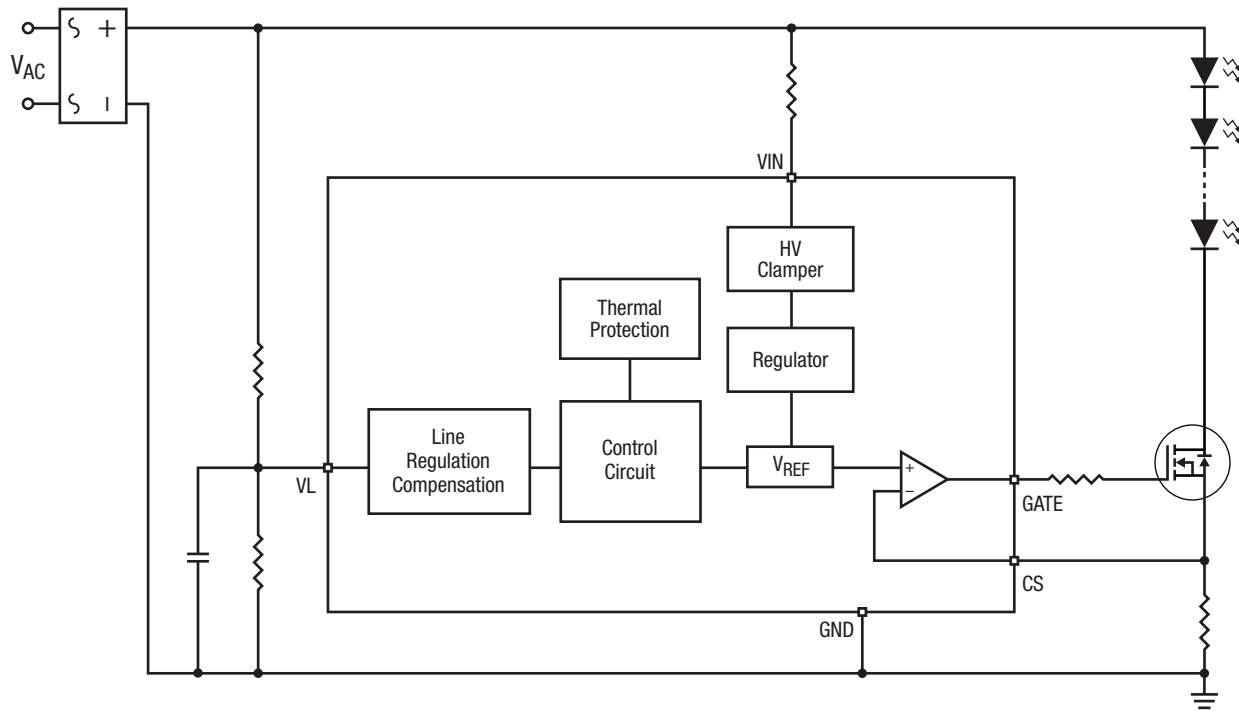 +
VAC
−
VIN
HV
Clamper
Thermal
Protection
Regulator
Line
Regulation
Compensation
Control
Circuit
VREF
+
−
VL
GATE
CS
GND